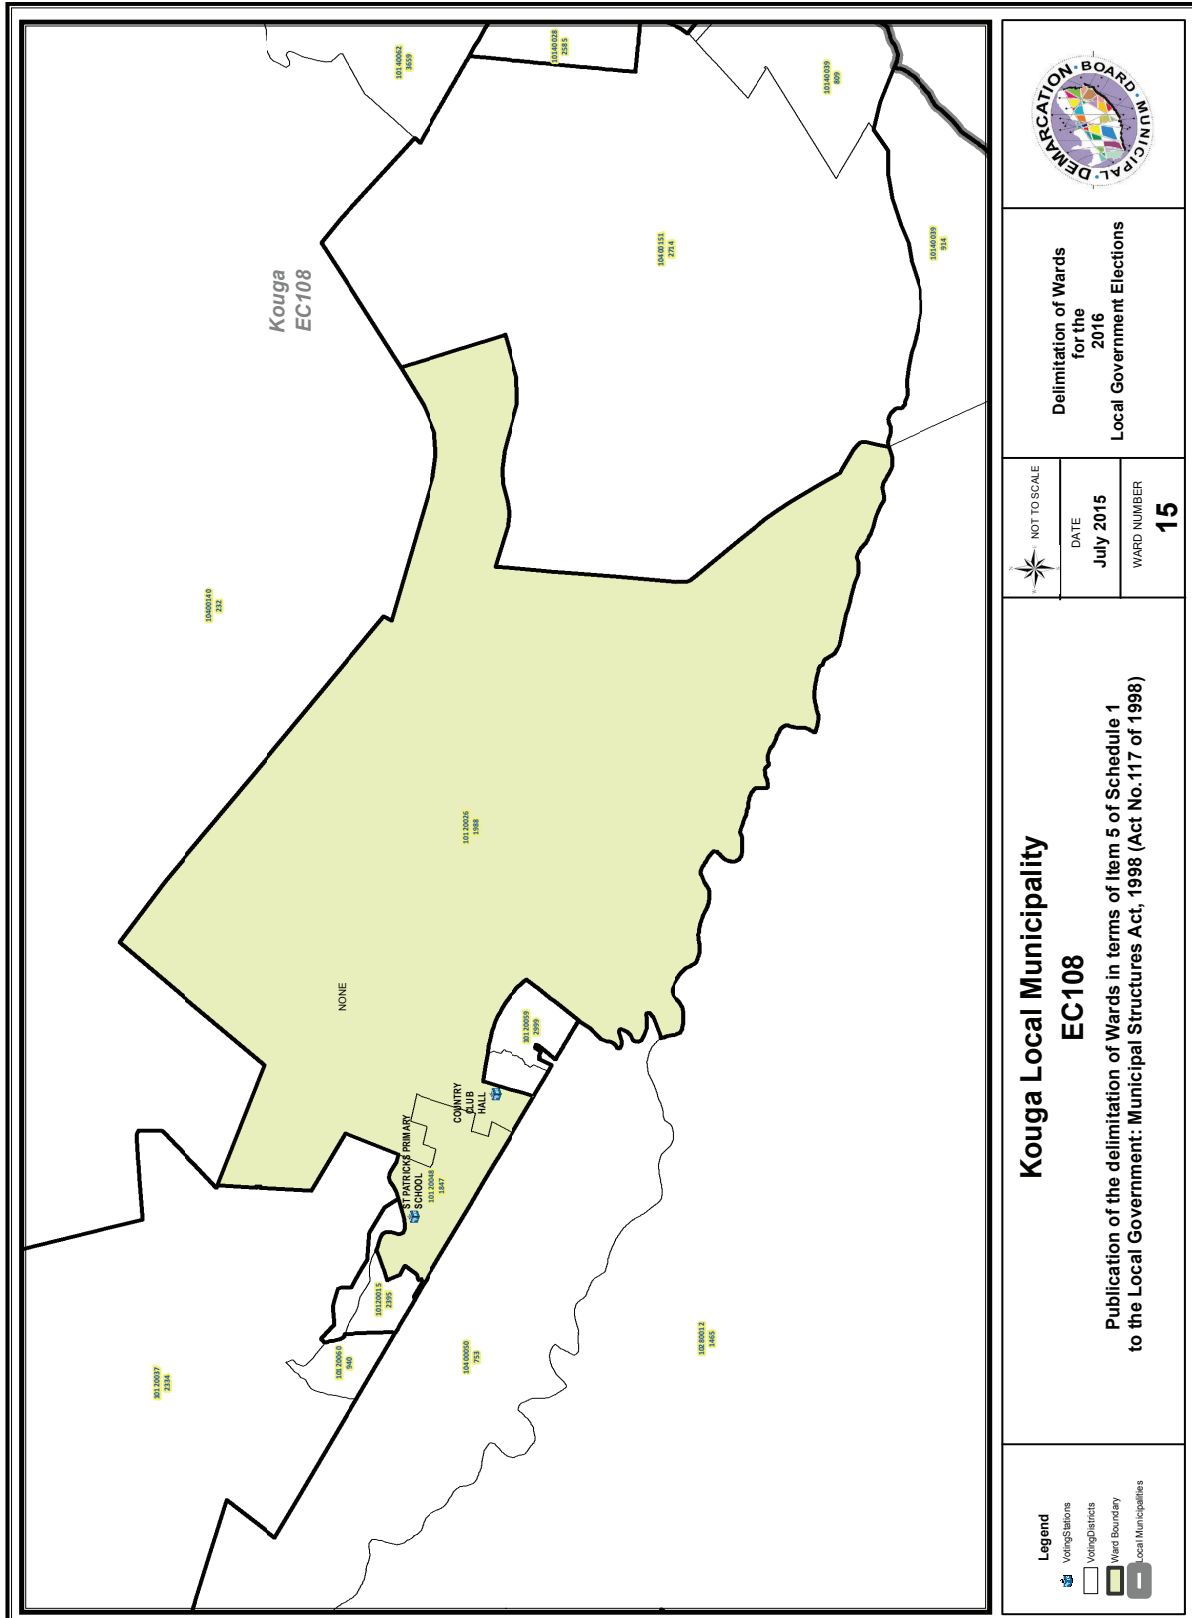 Kouga
EC108
10140062
3659
10140028
2585
10140039
809
10400151
2714
10140039
914
10400140
232
10120026
1988
NONE
10120059
2999
COUNTRY
CLUB
HALL
ST PATRICKS PRIMARY
SCHOOL
10120048
1847
10120015
2395
10120060
940
10120037
2334
10400050
753
10280012
1465
Legend
VotingStations
VotingDistricts
Ward Boundary
Local Municipalities
Kouga Local Municipality
EC108
Publication of the delimitation of Wards in terms of Item 5 of Schedule 1
to the Local Government: Municipal Structures Act, 1998 (Act No.117 of 1998)
NOT TO SCALE
DATE
July 2015
WARD NUMBER
15
Delimitation of Wards
for the
2016
Local Government Elections
MUNICIPAL · DEMARCATION · BOARD ·